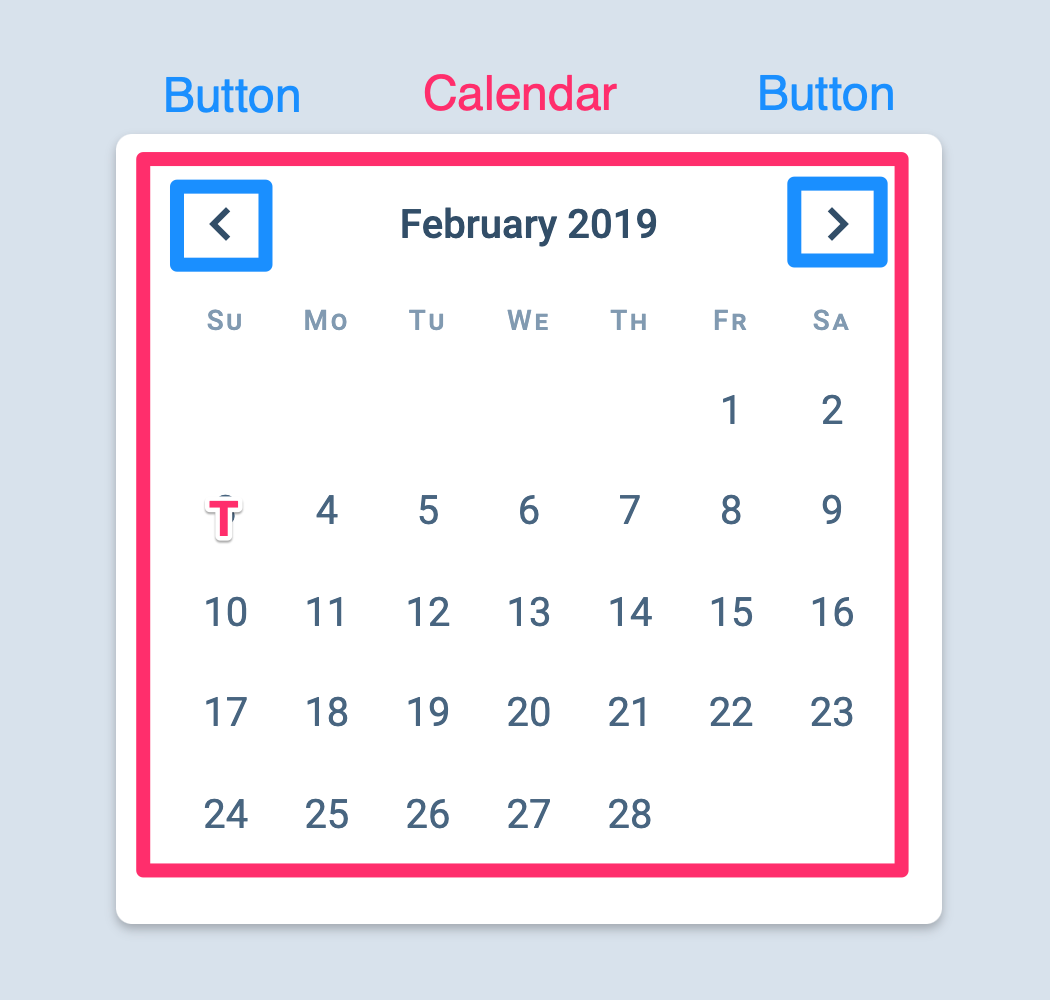 Button Calendar Button
February 2019
Su Mo Tu We Th Fr Sa
1 2
T 4 5 6 7 8 9
10 11 12 13 14 15 16
17 18 19 20 21 22 23
24 25 26 27 28